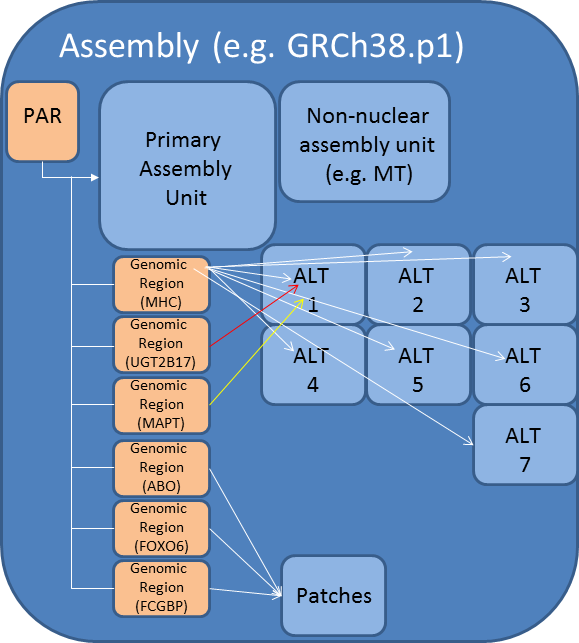 Assembly (e.g. GRCh38.p1)
PAR
Primary
Assembly
Unit
Non-nuclear
assembly unit
(e.g. MT)
Genomic
Region
(MHC)
Genomic
Region
(UGT2B17)
Genomic
Region
(MAPT)
Genomic
Region
(ABO)
Genomic
Region
(FOXO6)
Genomic
Region
(FCGBP)
ALT
1
ALT
2
ALT
3
ALT
4
ALT
5
ALT
6
ALT
7
Patches